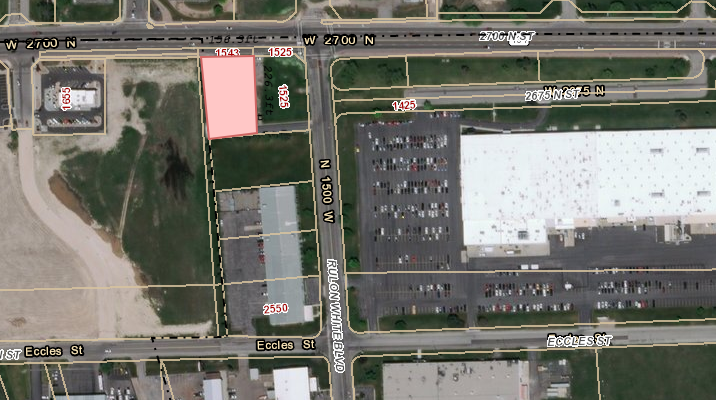 W 2700 N
W 2700 N
2700 N ST
1543
1525
1600
1525
1425
2675 N ST
N 1500 W
RULON WHITE BLVD
2550
N ST
Eccles St
Eccles St
ECCLES ST